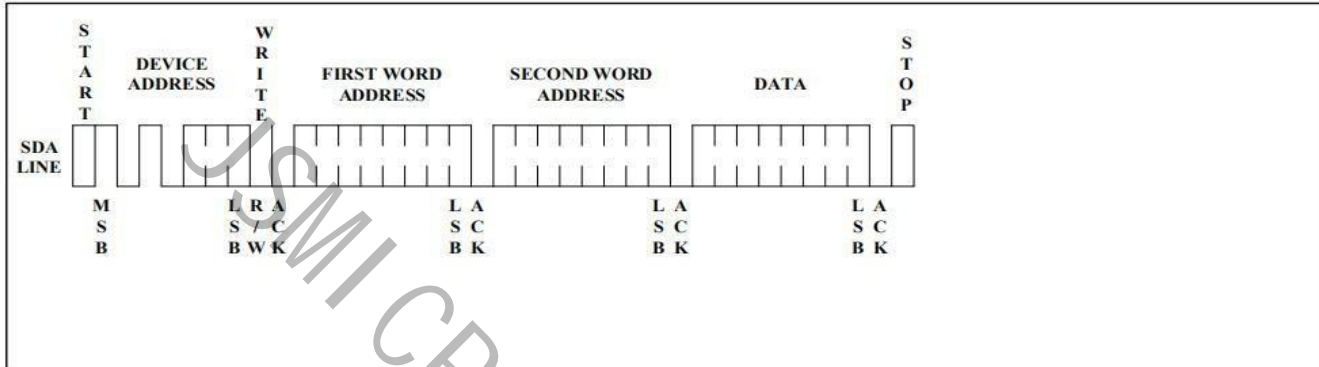 START
DEVICE
ADDRESS
WRITE
FIRST WORD
ADDRESS
SECOND WORD
ADDRESS
DATA
STOP
SDA
LINE
MSB
LSB
R/W
ACK
LSB
ACK
LSB
ACK
LSB
ACK
JSMICR